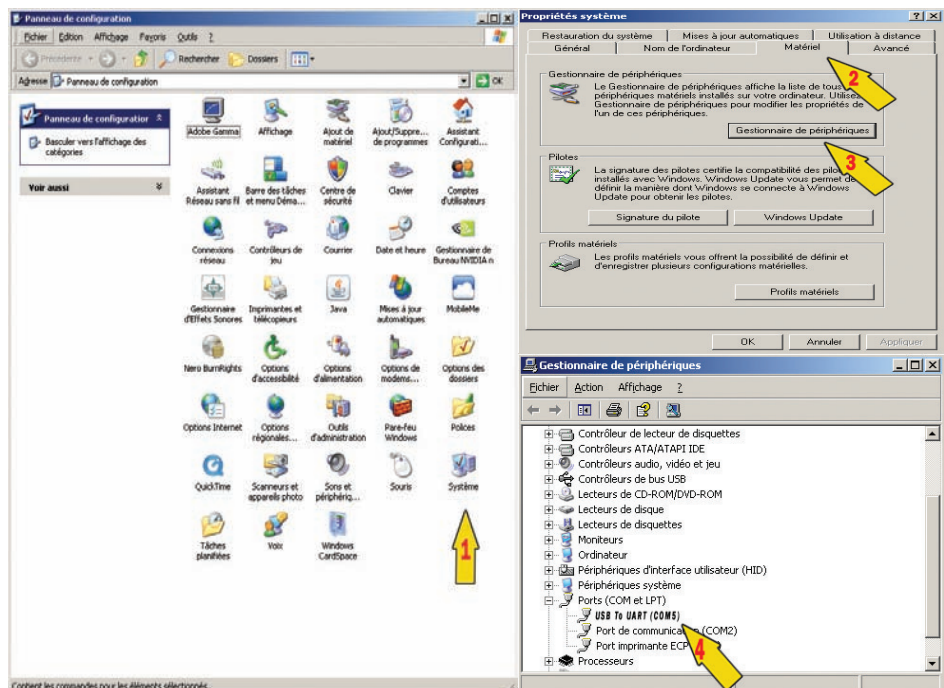 Panneau de configuration
Fichier Edition Affichage Favoris Outils ?
Précédente Rechercher Dossiers
Adresse Panneau de configuration OK
Panneau de configuration
Basculer vers l'affichage des
catégories
Voir aussi
Adobe Gamma
Affichage
Ajout de
matériel
Ajout/Suppre...
de programmes
Assistant
Configurati...
Assistant
Réseau sans fil
Barre des tâches
et menu Déma...
Centre de
sécurité
Clavier
Comptes
d'utilisateurs
Connexions
réseau
Contrôleurs de
jeu
Courrier
Date et heure
Gestionnaire de
Bureau NVIDIA n
Gestionnaire
d'Effets Sonores
Imprimantes et
télécopieurs
Java
Mises à jour
automatiques
MobileMe
Nero BurnRights
Options
d'accessibilité
Options
d'alimentation
Options de
modems...
Options des
dossiers
Options Internet
Options
régionales...
Outils
d'administration
Pare-feu
Windows
Polices
QuickTime
Scanneurs et
appareils photo
Sons et
périphériq...
Souris
Système
Tâches
planifiées
Voix
Windows
CardSpace
1
Contient les commandes pour les éléments sélectionnés.
Propriétés système
Restauration du système Mises à jour automatiques Utilisation à distance
Général Nom de l'ordinateur Matériel Avancé
2
Gestionnaire de périphériques
Le Gestionnaire de périphériques affiche la liste de tous
périphériques matériels installés sur votre ordinateur. Utilisez
Gestionnaire de périphériques pour modifier les propriétés de
l'un de ces périphériques.
Gestionnaire de périphériques
3
Pilotes
La signature des pilotes certifie la compatibilité des
installés avec Windows. Windows Update vous permet de
définir la manière dont Windows se connecte à Windows
Update pour obtenir les pilotes.
Signature du pilote Windows Update
Profils matériels
Les profils matériels vous offrent la possibilité de définir et
d'enregistrer plusieurs configurations matérielles.
Profils matériels
OK Annuler Appliquer
Gestionnaire de périphériques
Fichier Action Affichage ?
Contrôleur de lecteur de disquettes
Contrôleurs ATA/ATAPI IDE
Contrôleurs audio, vidéo et jeu
Contrôleurs de bus USB
Lecteurs de CD-ROM/DVD-ROM
Lecteurs de disque
Lecteurs de disquettes
Moniteurs
Ordinateur
Périphériques d'interface utilisateur (HID)
Périphériques système
Ports (COM et LPT)
USB To UART (COM5)
Port de (COM2)
Port imprimante ECP
4
Processeurs